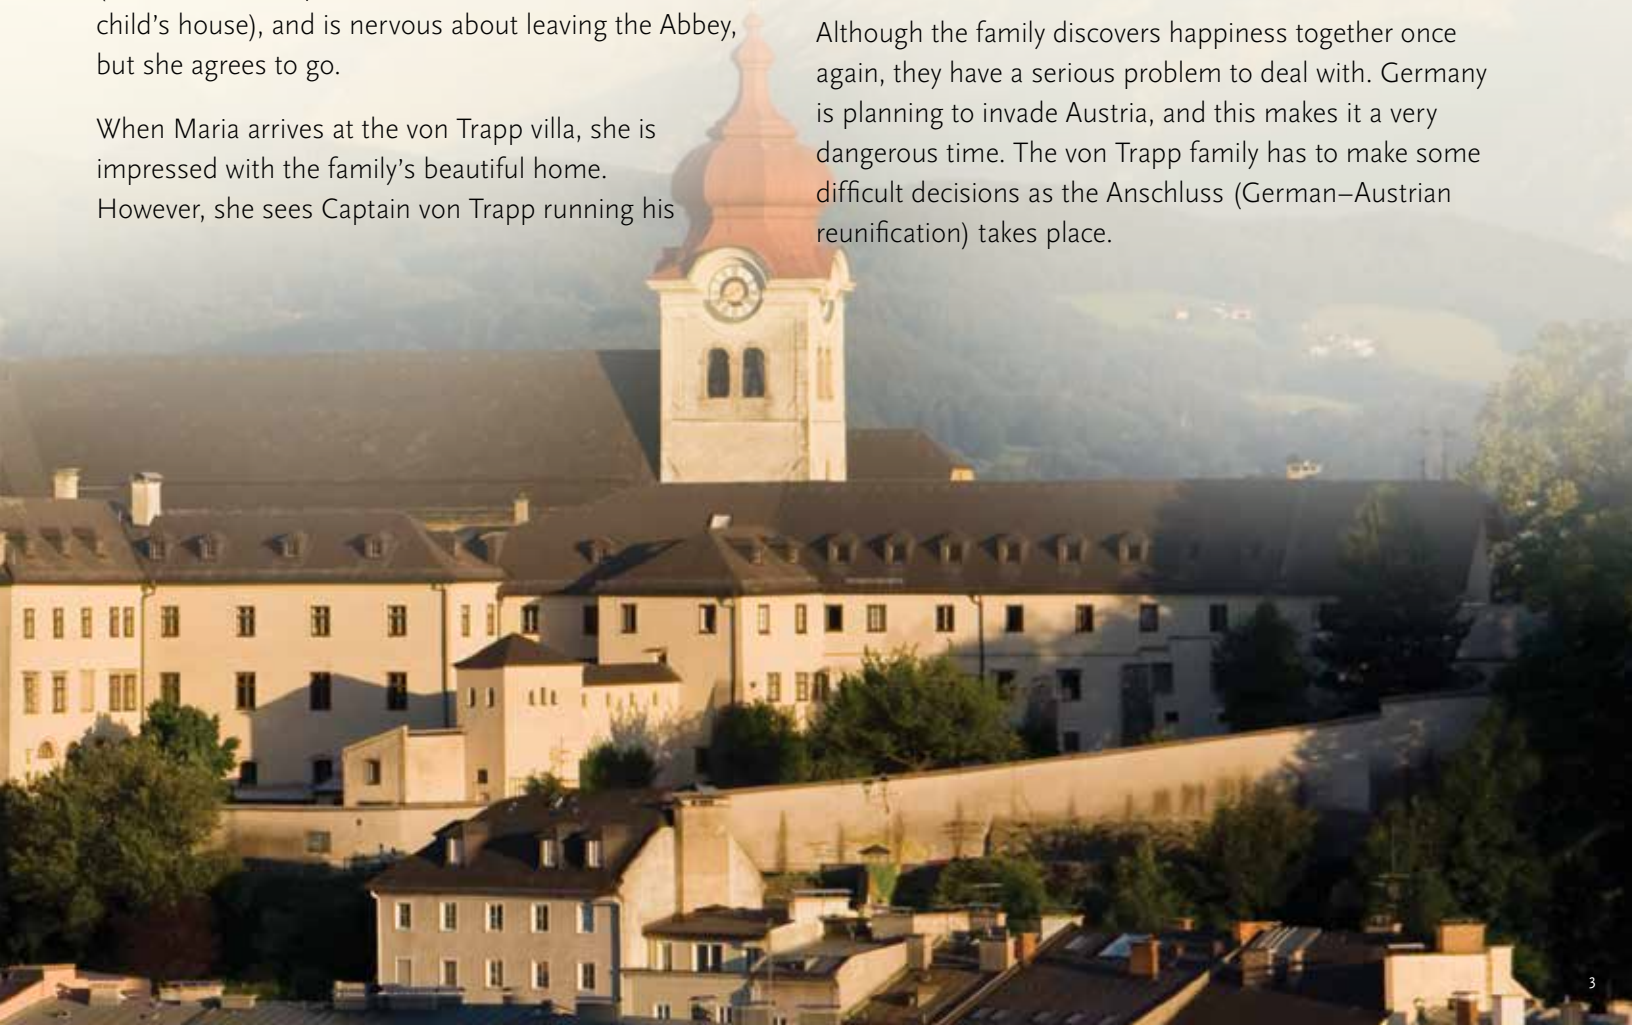 child’s house), and is nervous about leaving the Abbey,
but she agrees to go.
When Maria arrives at the von Trapp villa, she is
impressed with the family’s beautiful home.
However, she sees Captain von Trapp running his
Although the family discovers happiness together once
again, they have a serious problem to deal with. Germany
is planning to invade Austria, and this makes it a very
dangerous time. The von Trapp family has to make some
difficult decisions as the Anschluss (German–Austrian
reunification) takes place.
3